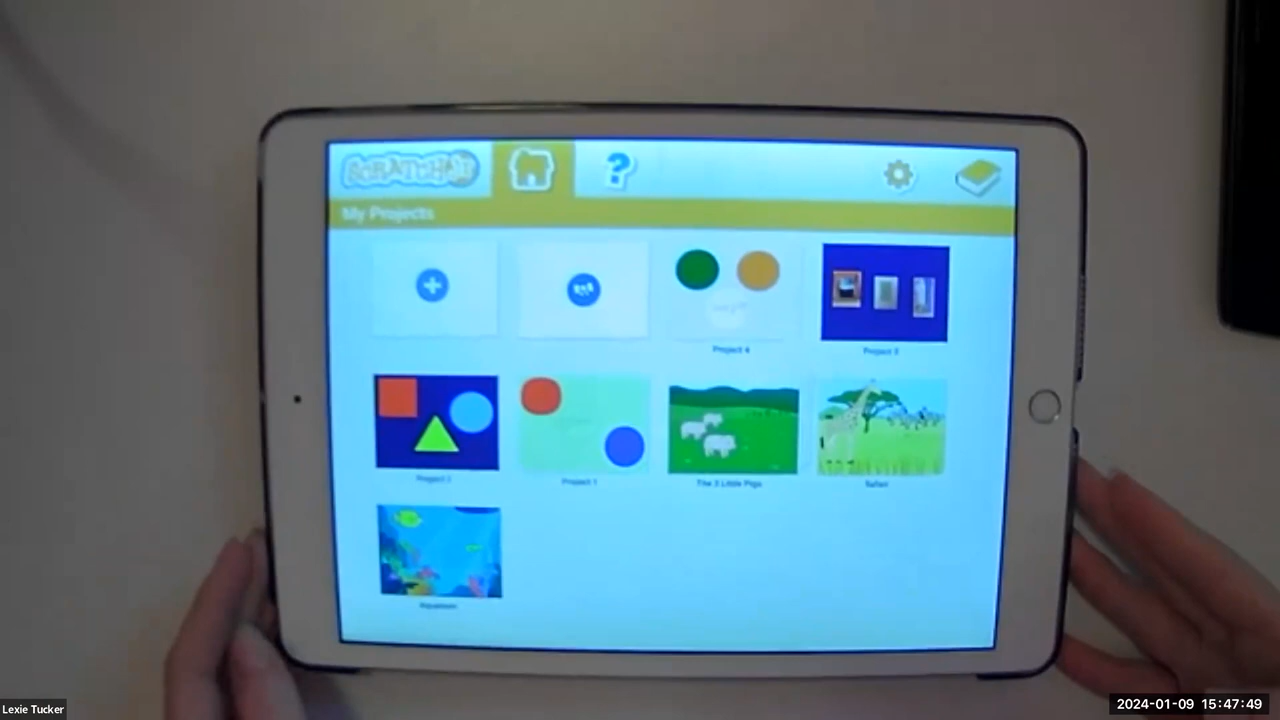 SCRATCHJR
?
My Projects
Project 4
Project 3
Project 2
Project 1
The 3 Little Pigs
Safari
Aquarium
Lexie Tucker
2024-01-09 15:47:49